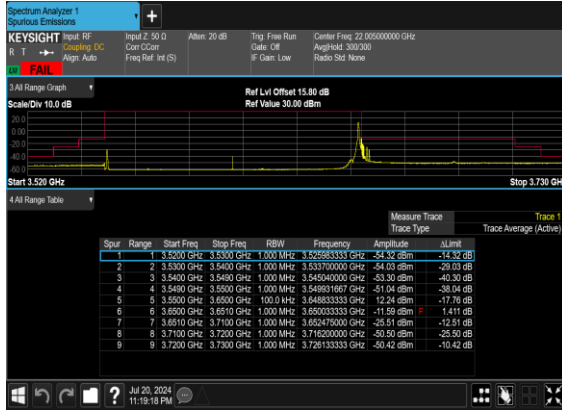 Spectrum Analyzer 1
Spurious Emissions
+
KEYSIGHT Input: RF Input Z: 50 Ω Atten: 20 dB Trig: Free Run Center Freq: 22.005000000 GHz
R T Coupling: DC Corr CCorr Gate: Off Avg|Hold: 300/300
Align: Auto Freq Ref: Int (S) IF Gain: Low Radio Std: None
FAIL
3 All Range Graph Ref Lvl Offset 15.80 dB
Scale/Div 10.0 dB Ref Value 30.00 dBm
20.0
0.00
-20.0
-40.0
-60.0
Start 3.520 GHz Stop 3.730 GH
4 All Range Table
Measure Trace Trace 1
Trace Type Trace Average (Active)
Spur Range Start Freq Stop Freq RBW Frequency Amplitude ΔLimit
1 1 3.5200 GHz 3.5300 GHz 1.000 MHz 3.525983333 GHz -54.32 dBm -14.32 dB
2 2 3.5300 GHz 3.5400 GHz 1.000 MHz 3.533700000 GHz -54.03 dBm -29.03 dB
3 3 3.5400 GHz 3.5490 GHz 1.000 MHz 3.545040000 GHz -53.30 dBm -40.30 dB
4 4 3.5490 GHz 3.5500 GHz 1.000 MHz 3.549931667 GHz -51.04 dBm -38.04 dB
5 5 3.5500 GHz 3.6500 GHz 100.0 kHz 3.648833333 GHz 12.24 dBm -17.76 dB
6 6 3.6500 GHz 3.6510 GHz 1.000 MHz 3.650033333 GHz -11.59 dBm F 1.411 dB
7 7 3.6510 GHz 3.7100 GHz 1.000 MHz 3.652475000 GHz -25.51 dBm -12.51 dB
8 8 3.7100 GHz 3.7200 GHz 1.000 MHz 3.716200000 GHz -50.50 dBm -25.50 dB
9 9 3.7200 GHz 3.7300 GHz 1.000 MHz 3.726133333 GHz -50.42 dBm -10.42 dB
? Jul 20, 2024
11:19:18 PM